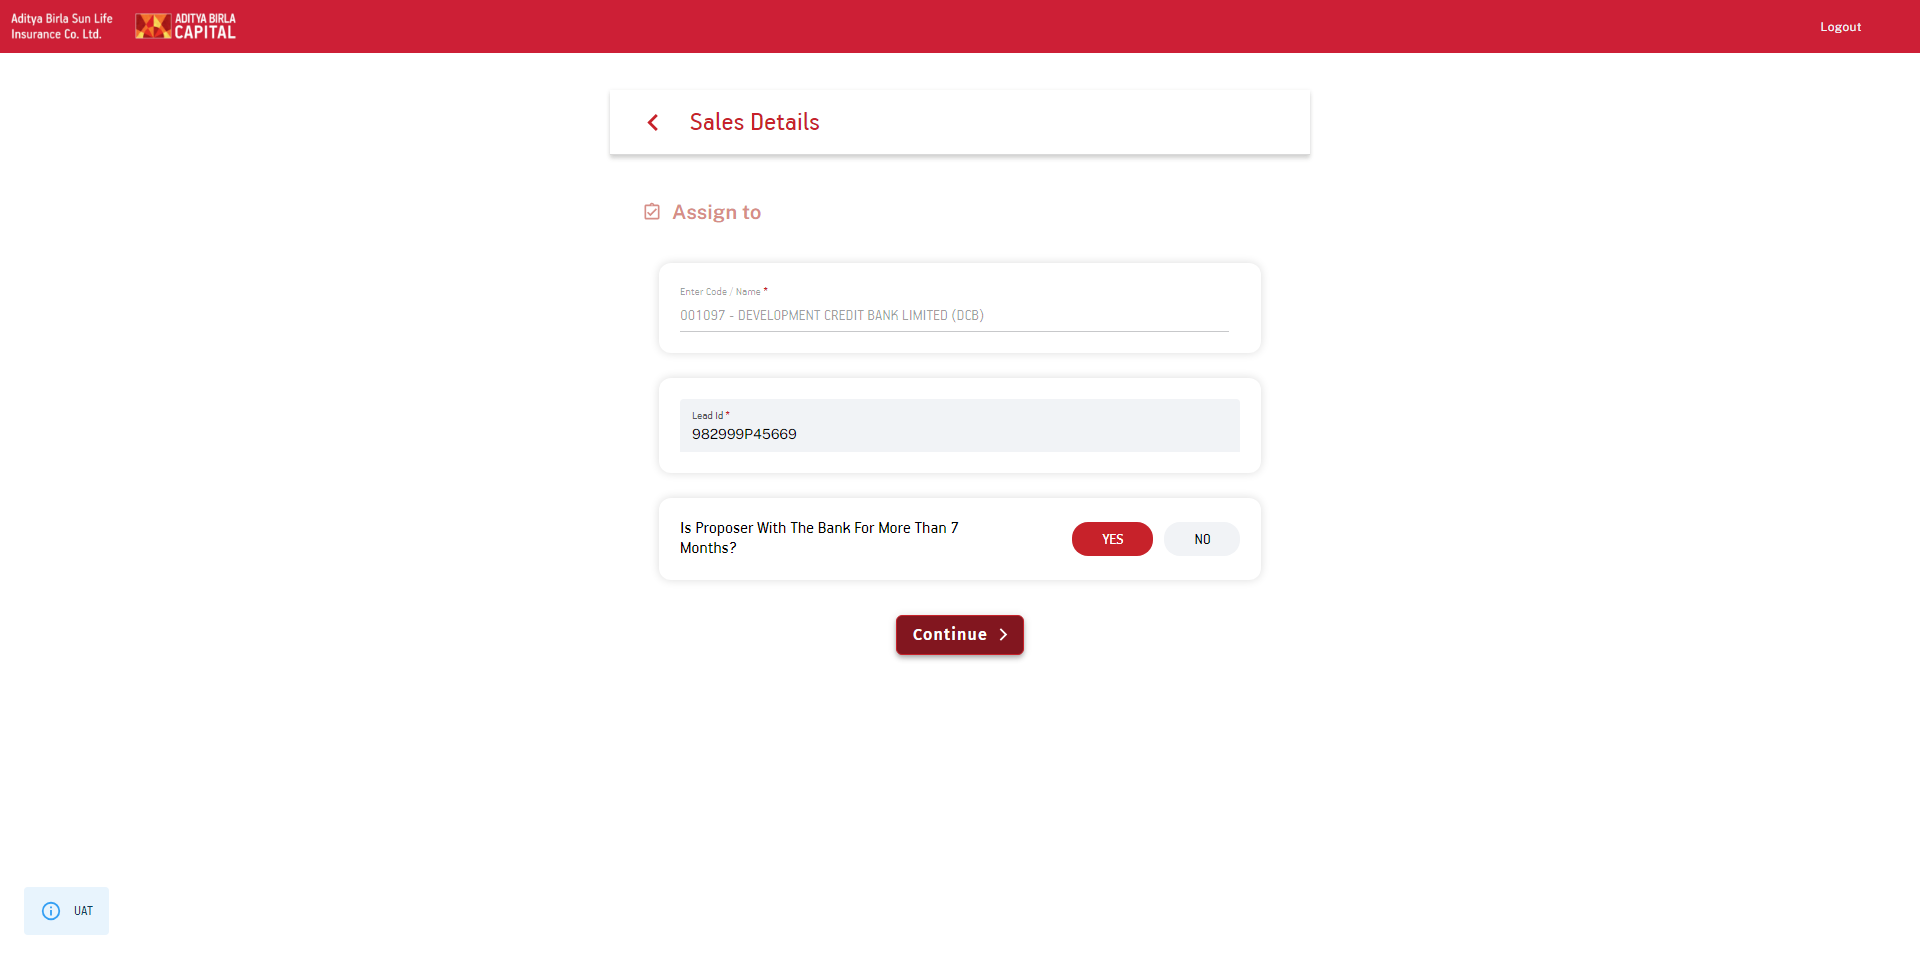 Aditya Birla Sun Life
Insurance Co. Ltd.
ADITYA BIRLA
CAPITAL
Logout
Sales Details
Assign to
Enter Code / Name *
001097 - DEVELOPMENT CREDIT BANK LIMITED (DCB)
Lead Id *
982999P45669
Is Proposer With The Bank For More Than 7
Months?
YES
NO
Continue
UAT